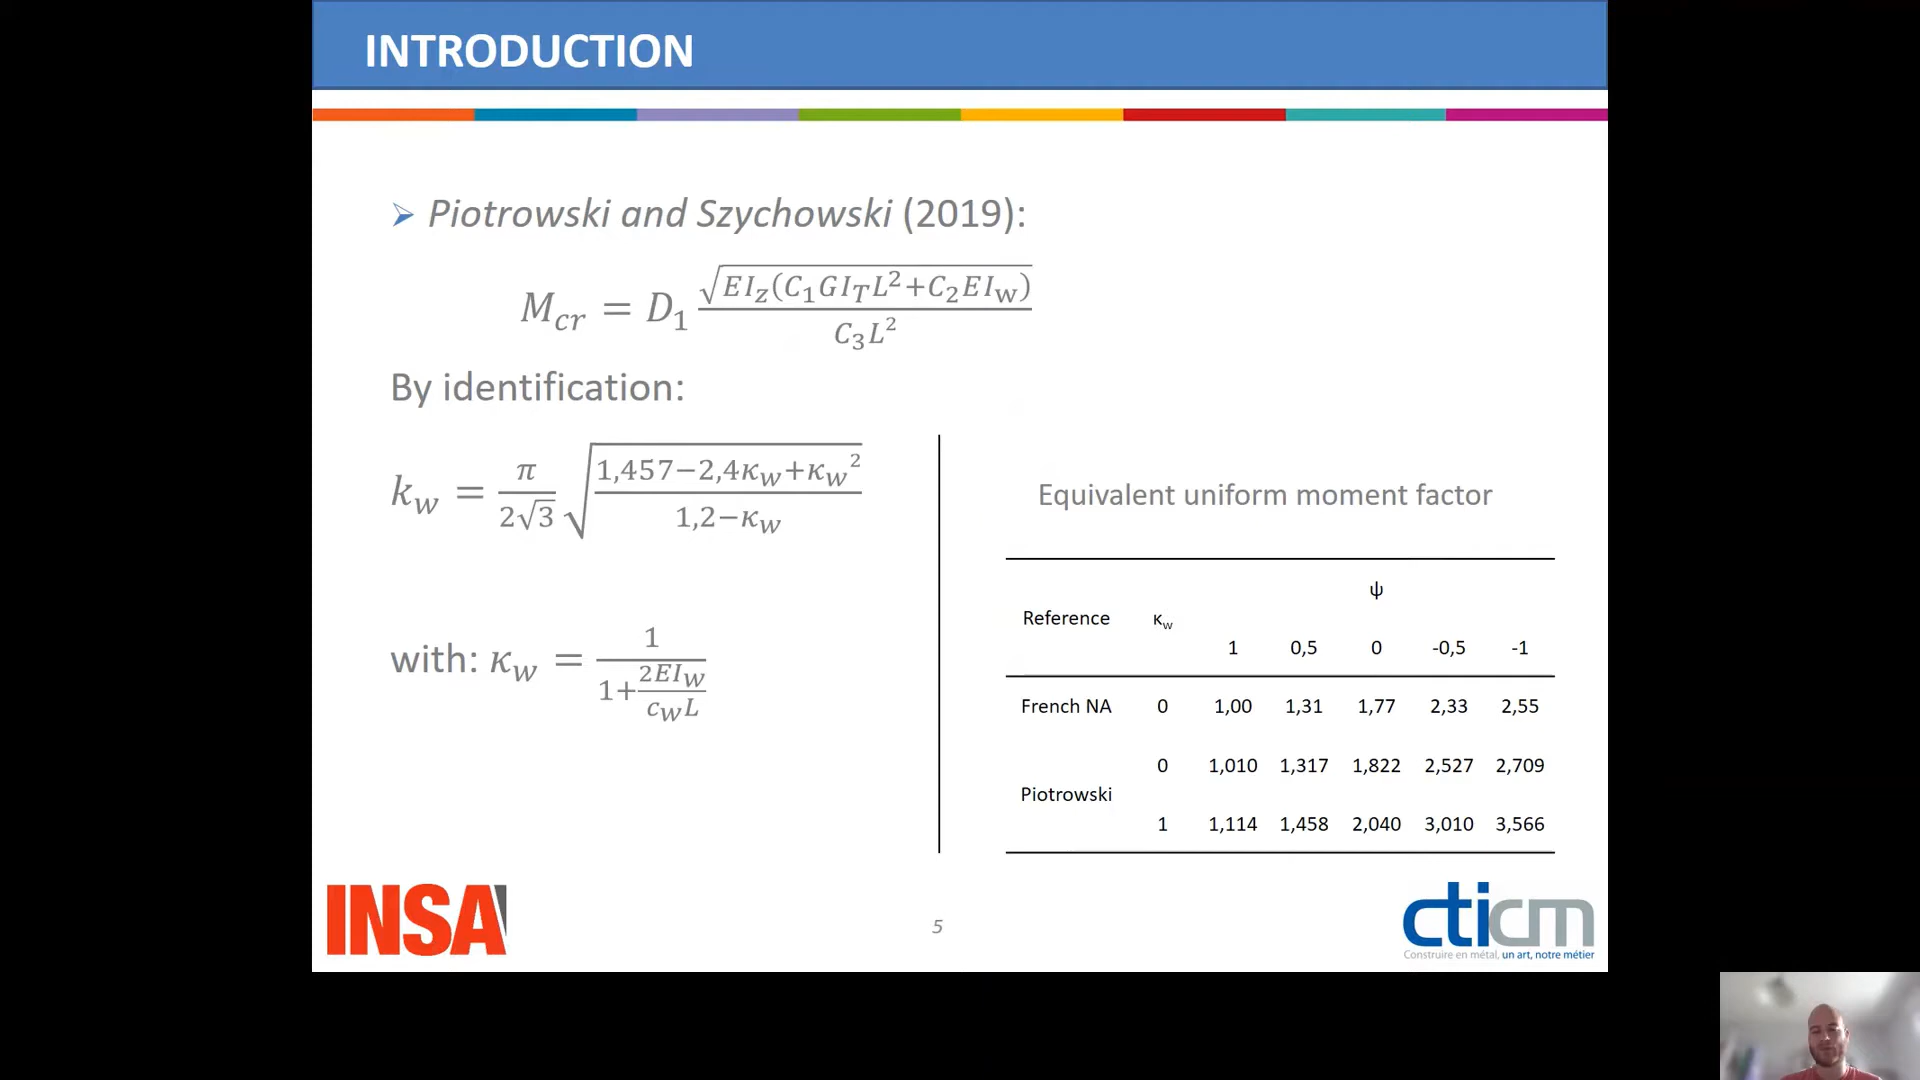 INTRODUCTION
➢ Piotrowski and Szychowski (2019):
M_cr = D_1 √(EI_z(C_1GI_TL²+C_2EI_w)) / (C_3L²)
By identification:
k_w = π/(2√3) √((1,457−2,4κ_w+κ_w²)/(1,2−κ_w))
with: κ_w = 1/(1+(2EI_w)/(c_wL))
Equivalent uniform moment factor
ψ
Reference κ_w
1 0,5 0 -0,5 -1
French NA 0 1,00 1,31 1,77 2,33 2,55
0 1,010 1,317 1,822 2,527 2,709
Piotrowski
1 1,114 1,458 2,040 3,010 3,566
INSA
5
cticm
Construire en métal, un art, notre métier